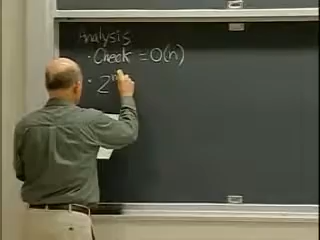 Analysis
· Check = O(n)
· 2ⁿ